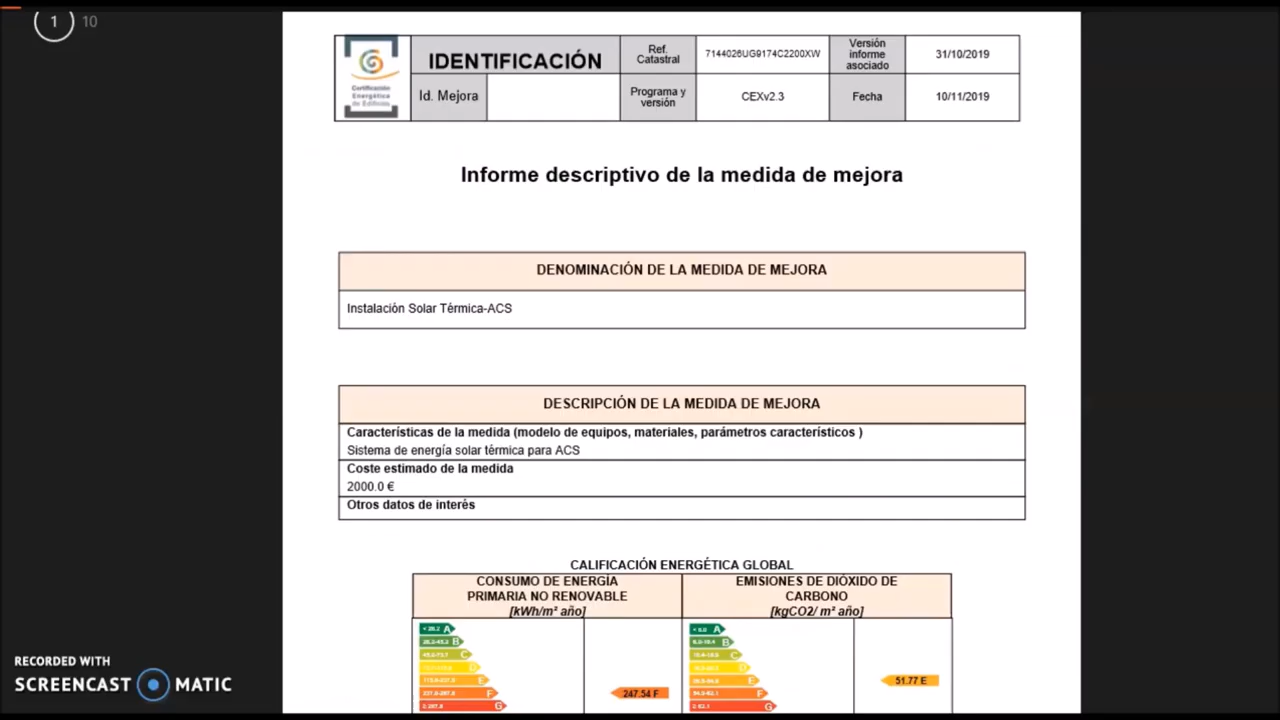 1 10
IDENTIFICACIÓN
Ref. Catastral
7144026UG9174C2200XW
Versión informe asociado
31/10/2019
Certificación
Energética
de Edificios
Id. Mejora
Programa y versión
CEXv2.3
Fecha
10/11/2019
Informe descriptivo de la medida de mejora
DENOMINACIÓN DE LA MEDIDA DE MEJORA
Instalación Solar Térmica-ACS
DESCRIPCIÓN DE LA MEDIDA DE MEJORA
Características de la medida (modelo de equipos, materiales, parámetros característicos )
Sistema de energía solar térmica para ACS
Coste estimado de la medida
2000.0 €
Otros datos de interés
CALIFICACIÓN ENERGÉTICA GLOBAL
CONSUMO DE ENERGÍA
PRIMARIA NO RENOVABLE
[kWh/m² año]
EMISIONES DE DIÓXIDO DE
CARBONO
[kgCO2/ m² año]
A
B
C
D
E
F
G
247.54 F
A
B
C
D
E
F
G
51.77 E
RECORDED WITH
SCREENCAST MATIC